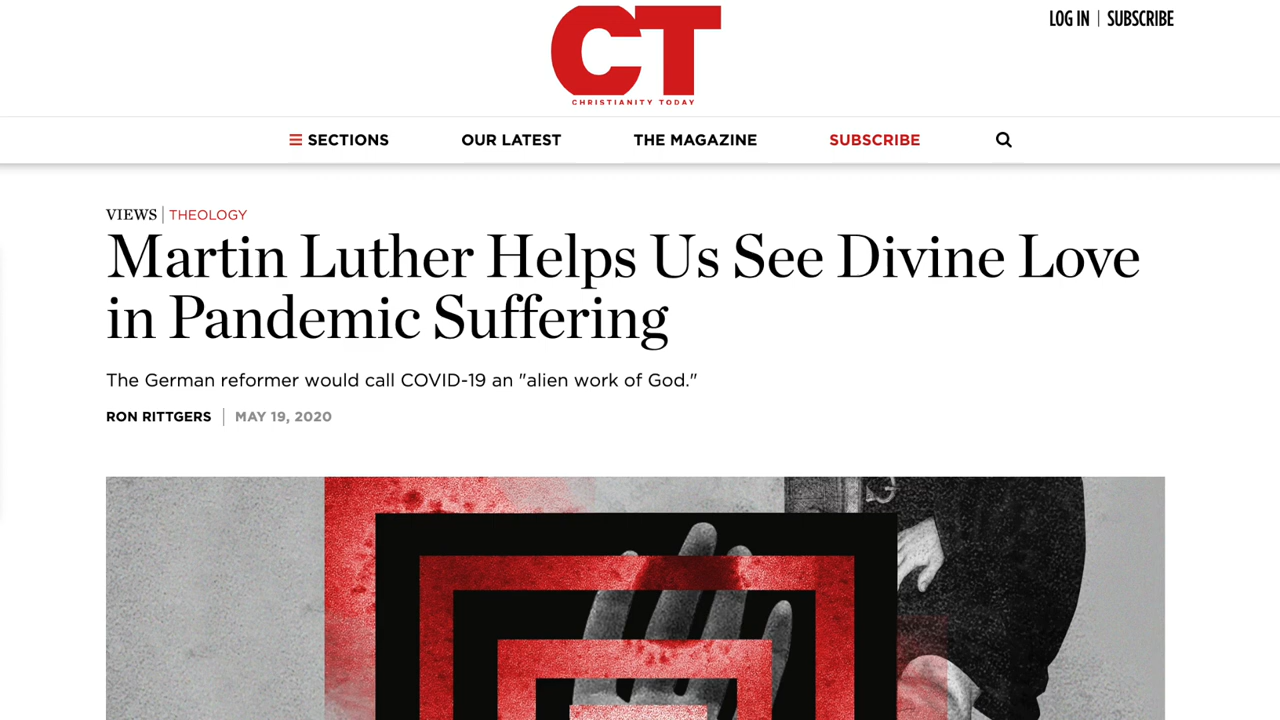 CT
CHRISTIANITY TODAY
LOG IN | SUBSCRIBE
SECTIONS OUR LATEST THE MAGAZINE SUBSCRIBE
VIEWS | THEOLOGY
Martin Luther Helps Us See Divine Love
in Pandemic Suffering
The German reformer would call COVID-19 an "alien work of God."
RON RITTGERS | MAY 19, 2020